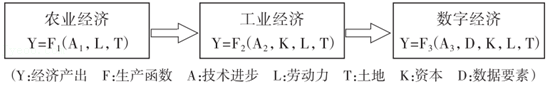 农业经济
Y=F₁(A₁, L, T)
工业经济
Y=F₂(A₂, K, L, T)
数字经济
Y=F₃(A₃, D, K, L, T)
(Y:经济产出 F:生产函数 A:技术进步 L:劳动力 T:土地 K:资本 D:数据要素)